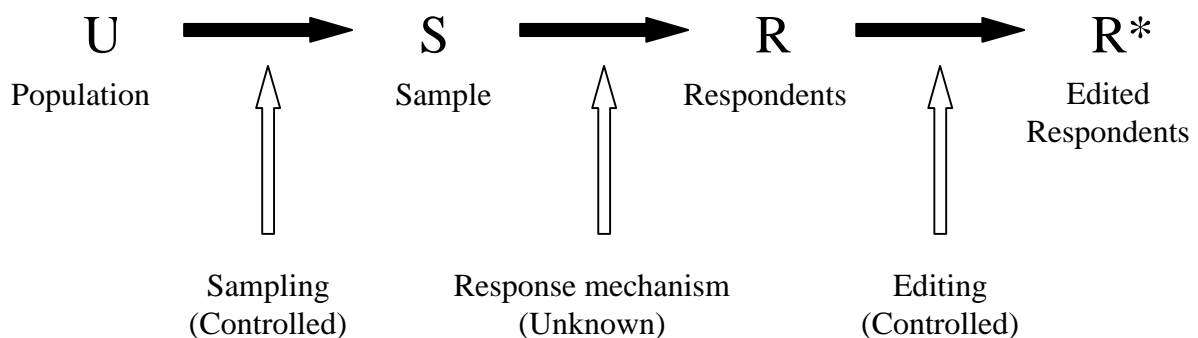 U S R R*
Population Sample Respondents Edited
Respondents
Sampling Response mechanism Editing
(Controlled) (Unknown) (Controlled)